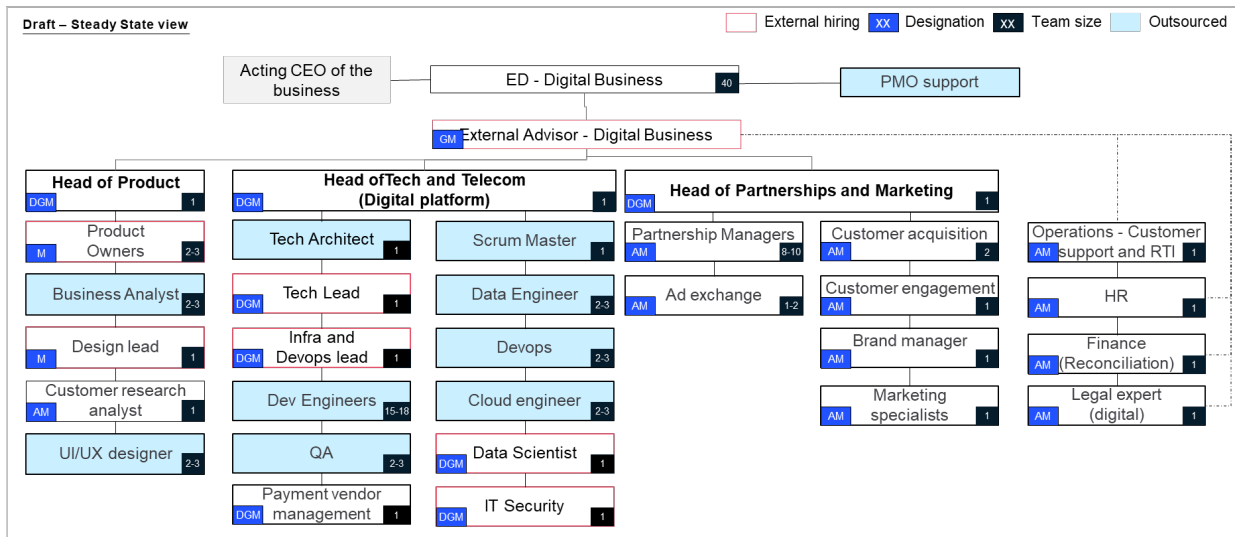 Draft – Steady State view
External hiring
XX Designation
XX Team size
Outsourced
Acting CEO of the
business
ED - Digital Business
40
PMO support
External Advisor - Digital Business
GM
Head of Product
DGM 1
Product
Owners
M 2-3
Business Analyst
2-3
Design lead
M 1
Customer research
analyst
AM 1
UI/UX designer
2-3
Head ofTech and Telecom
(Digital platform)
DGM 1
Tech Architect
1
Tech Lead
DGM 1
Infra and
Devops lead
DGM 1
Dev Engineers
15-18
QA
2-3
Payment vendor
management
DGM 1
Scrum Master
1
Data Engineer
2-3
Devops
2-3
Cloud engineer
2-3
Data Scientist
DGM 1
IT Security
DGM 1
Head of Partnerships and Marketing
DGM 1
Partnership Managers
AM 8-10
Ad exchange
AM 1-2
Customer acquisition
AM 2
Customer engagement
AM 1
Brand manager
AM 1
Marketing
specialists
AM 1
Operations - Customer
support and RTI
AM 1
HR
AM 1
Finance
(Reconciliation)
AM 1
Legal expert
(digital)
AM 1